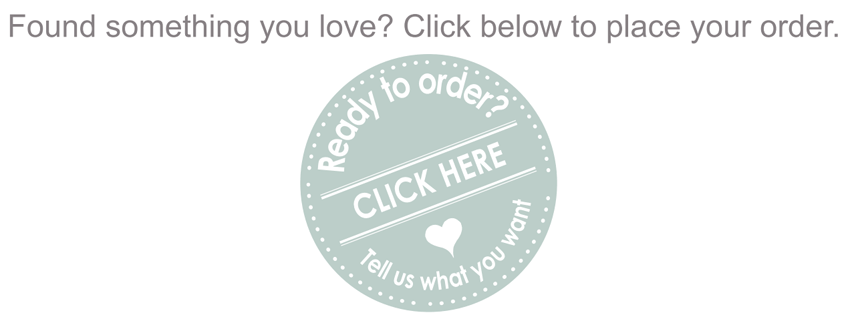 Found something you love? Click below to place your order.
Ready to order?
CLICK HERE
Tell us what you want